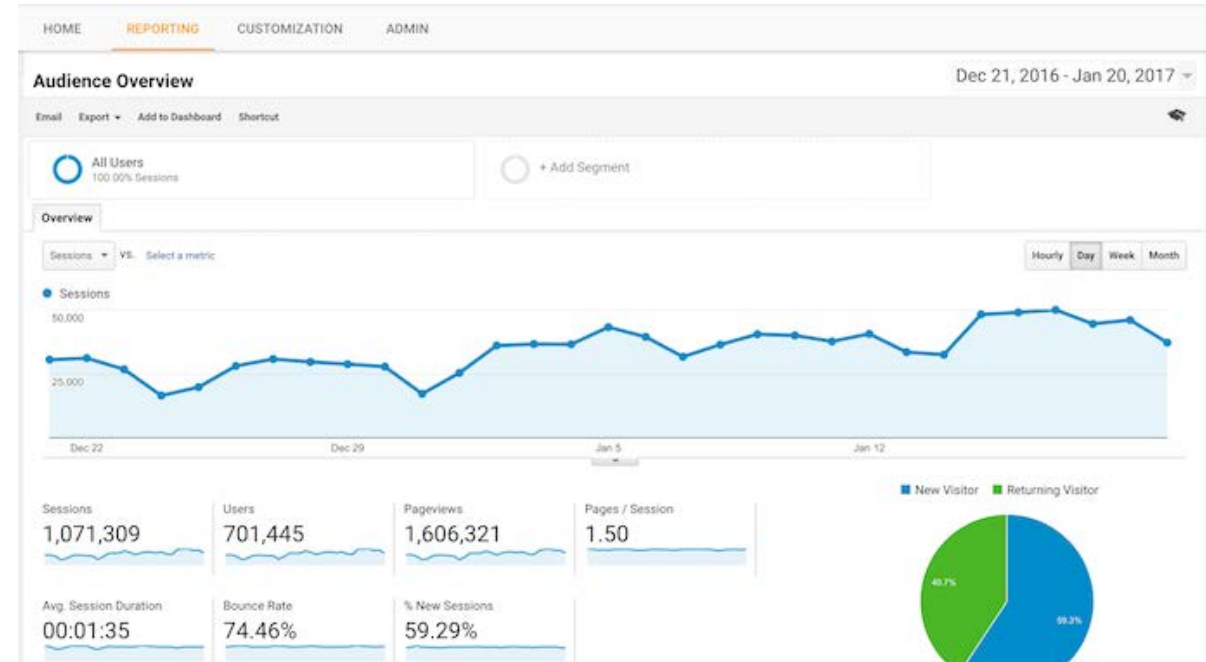 HOME REPORTING CUSTOMIZATION ADMIN
Audience Overview
Dec 21, 2016 - Jan 20, 2017
Email Export Add to Dashboard Shortcut
All Users
100.00% Sessions
+ Add Segment
Overview
Sessions VS. Select a metric
Hourly Day Week Month
Sessions
50,000
25,000
Dec 22 Dec 29 Jan 5 Jan 12
New Visitor Returning Visitor
Sessions Users Pageviews Pages / Session
1,071,309 701,445 1,606,321 1.50
40.7%
59.3%
Avg. Session Duration Bounce Rate % New Sessions
00:01:35 74.46% 59.29%